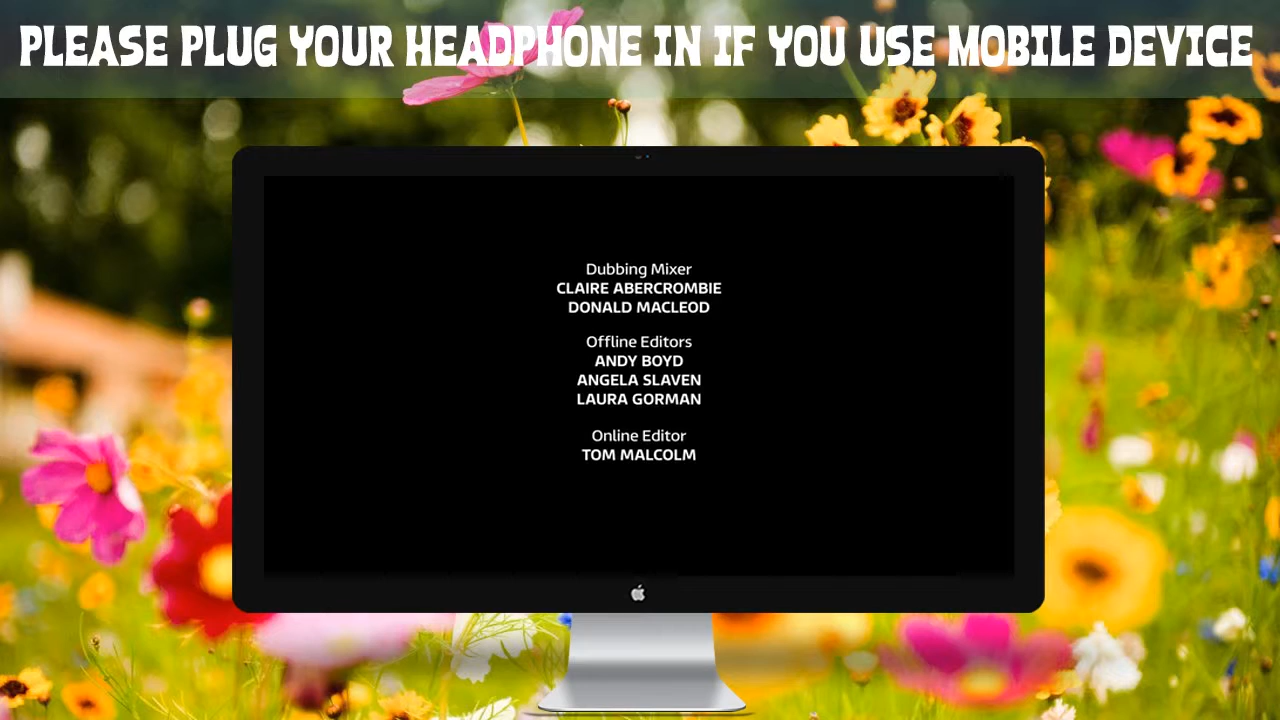 PLEASE PLUG YOUR HEADPHONE IN IF YOU USE MOBILE DEVICE
Dubbing Mixer
CLAIRE ABERCROMBIE
DONALD MACLEOD
Offline Editors
ANDY BOYD
ANGELA SLAVEN
LAURA GORMAN
Online Editor
TOM MALCOLM